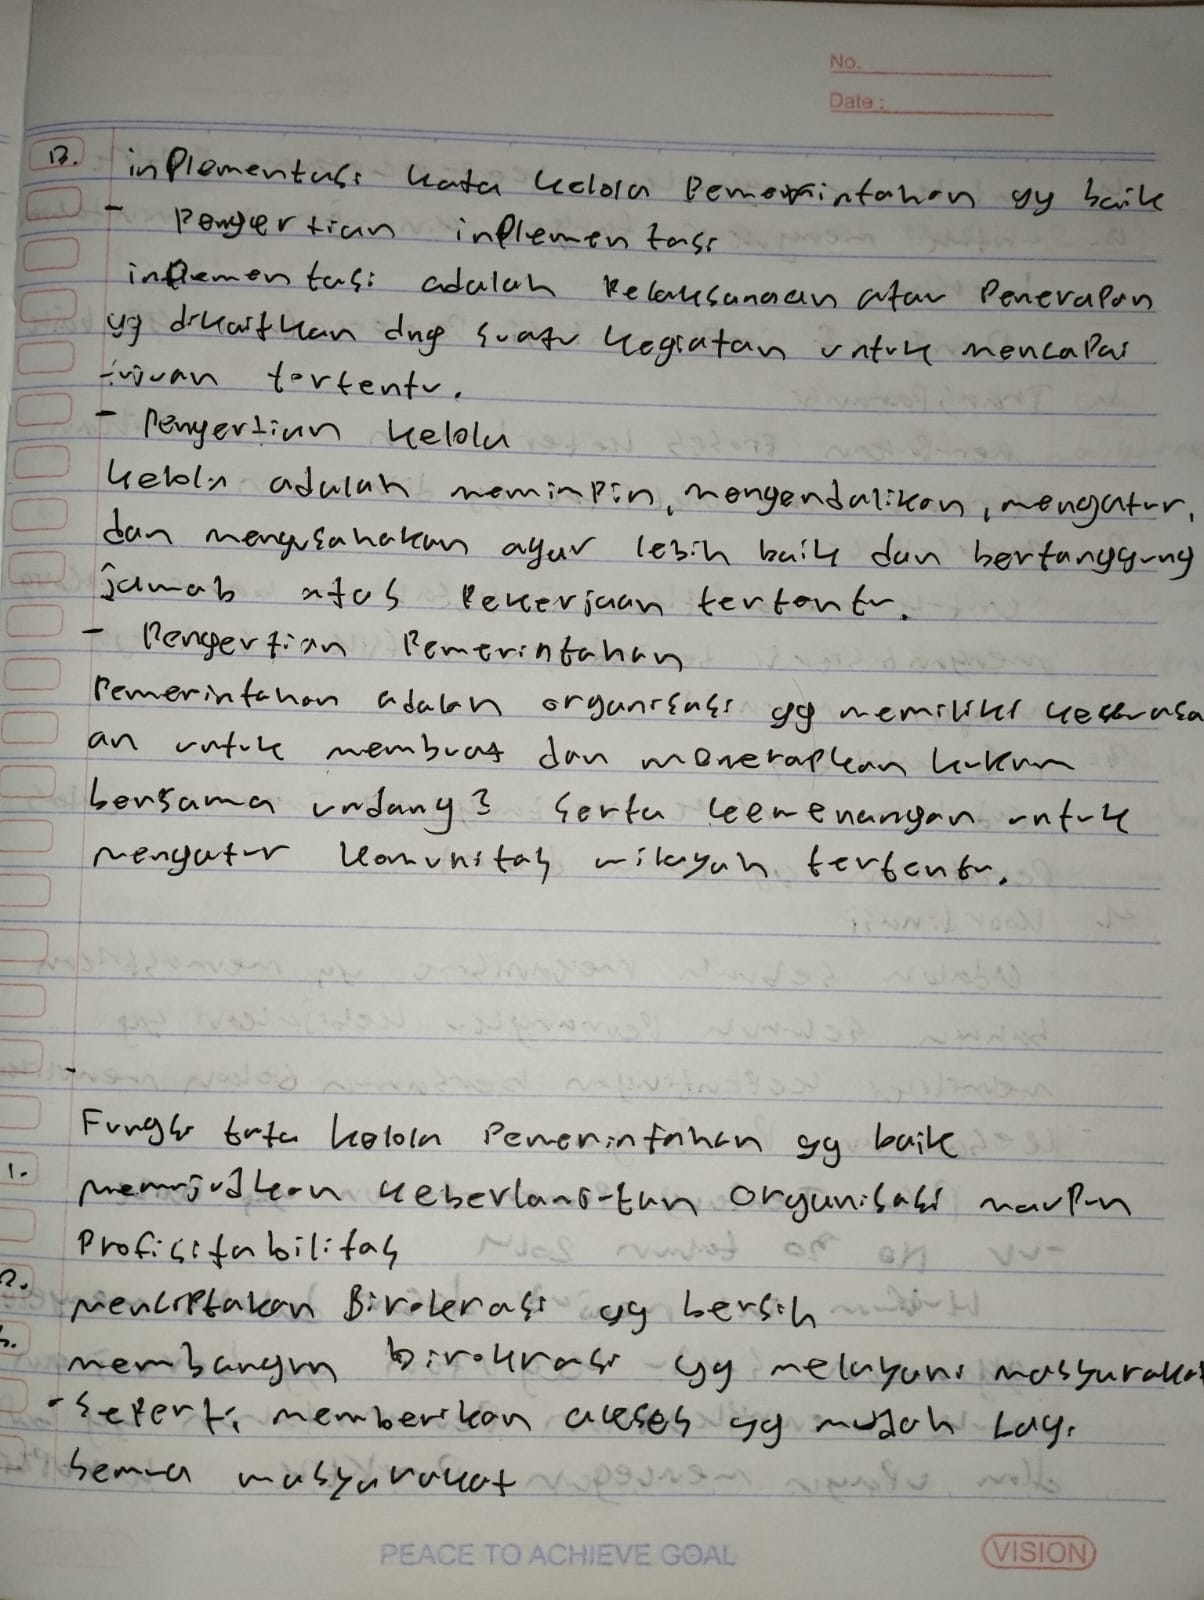 No.
Date :
B. inplementasi kata kelola Pemerintahan yg baik
- Pengertian inplementasi
inplementasi adalah Pelaksanaan atau Penerapan
yg dikaitkan dng suatu kegiatan untuk mencapai
tujuan tertentu.
- Pengertian kelola
kelola adalah memimpin, mengendalikan, mengatur,
dan mengusahakan agar lebih baik dan bertanggung
jawab atas Pekerjaan tertentu.
- Pengertian Pemerintahan
Pemerintahan adalah organisasi yg memiliki kekuasa
an untuk membuat dan menerapkan hukum
bersama undang2 serta kewenangan untuk
mengatur komunitas wilayah tertentu.
-
Fungsi tata kelola Pemerintahan yg baik
1. mewujudkan keberlanjutan organisasi maupun
Profisitabilitas
2. menciptakan Birokerasi yg bersih
3. membangun birokrasi yg melayani masyarakat
- Seperti memberikan akses yg mudah bagi
Semua masyarakat
PEACE TO ACHIEVE GOAL
VISION